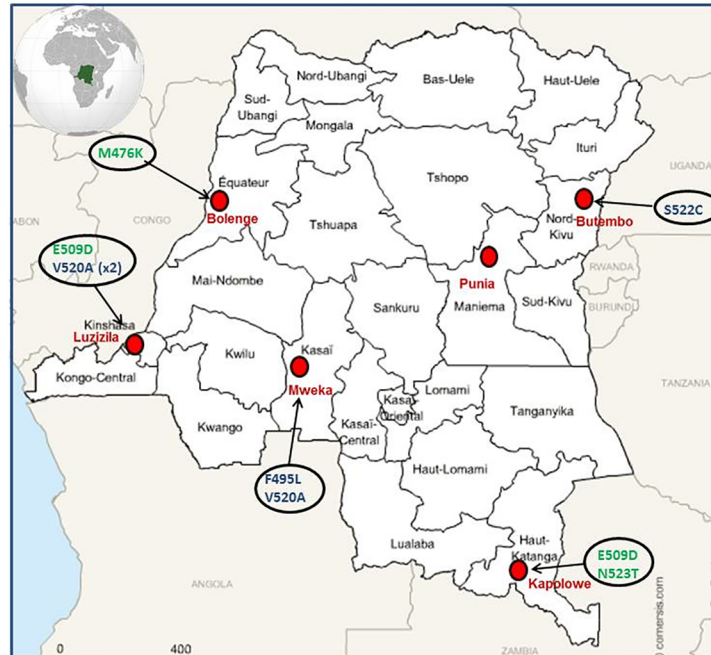 Nord-Ubangi
Bas-Uele
Haut-Uele
Sud-
Ubangi
Mongala
Ituri
UGANDA
M476K
Équateur
Tshopo
S522C
Bolenge
CONGO
ABON
Tshuapa
Nord-
Kivu
Butembo
E509D
V520A (x2)
Punia
RWANDA
Mai-Ndombe
Maniema
Sud-Kivu
BURUNDI
Sankuru
Kinshasa
Luzizila
Kasaï
Kwilu
Mweka
Kongo-Central
TANZANIA
Lomami
Kasaï-
Oriental
Tanganyika
Kwango
Kasaï-
Central
Haut-Lomami
F495L
V520A
Lualaba
Haut-
Katanga
E509D
N523T
Kapolowe
ANGOLA
ZAMBIA
0 400
© comersis.com